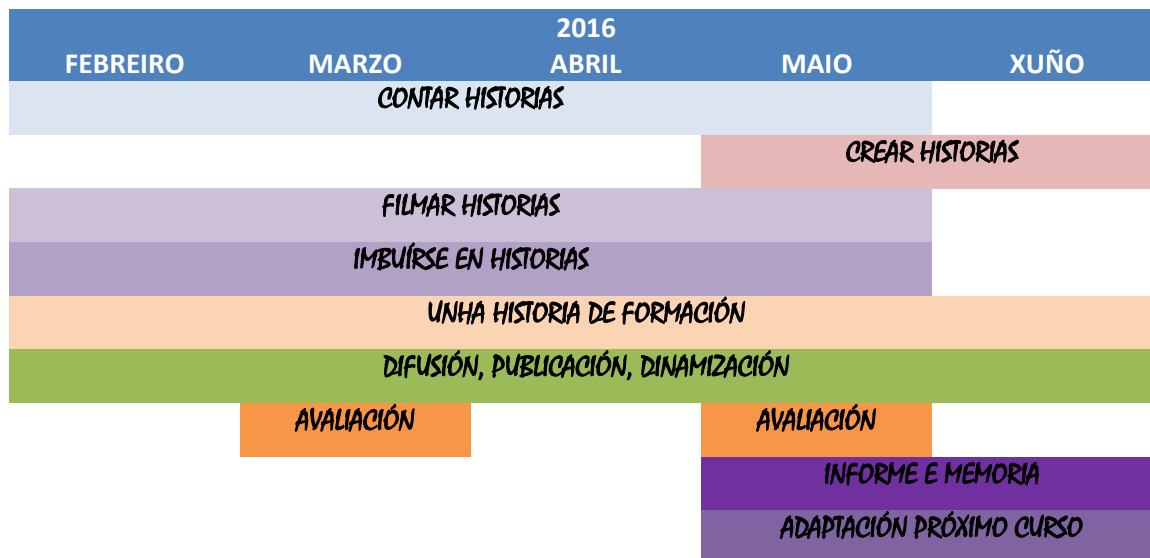 2016
FEBREIRO MARZO ABRIL MAIO XUÑO
CONTAR HISTORIAS
CREAR HISTORIAS
FILMAR HISTORIAS
IMBUÍRSE EN HISTORIAS
UNHA HISTORIA DE FORMACIÓN
DIFUSIÓN, PUBLICACIÓN, DINAMIZACIÓN
AVALIACIÓN AVALIACIÓN
INFORME E MEMORIA
ADAPTACIÓN PRÓXIMO CURSO